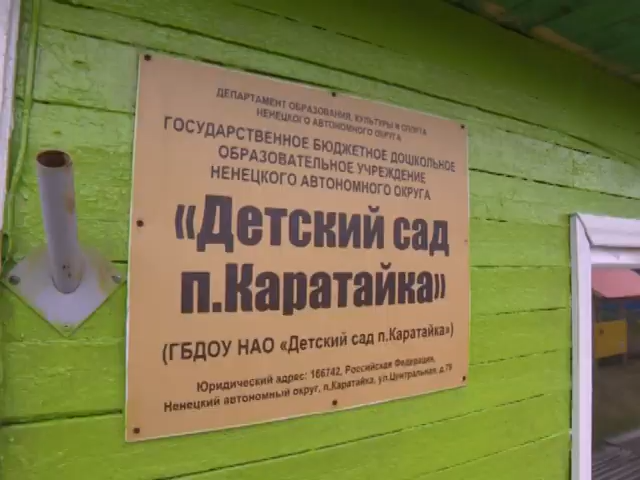 ДЕПАРТАМЕНТ ОБРАЗОВАНИЯ, КУЛЬТУРЫ И СПОРТА
НЕНЕЦКОГО АВТОНОМНОГО ОКРУГА
ГОСУДАРСТВЕННОЕ БЮДЖЕТНОЕ ДОШКОЛЬНОЕ
ОБРАЗОВАТЕЛЬНОЕ УЧРЕЖДЕНИЕ
НЕНЕЦКОГО АВТОНОМНОГО ОКРУГА
«Детский сад
п.Каратайка»
(ГБДОУ НАО «Детский сад п.Каратайка»)
Юридический адрес: 166742, Российская Федерация,
Ненецкий автономный округ, п.Каратайка, ул.Центральная, д.79